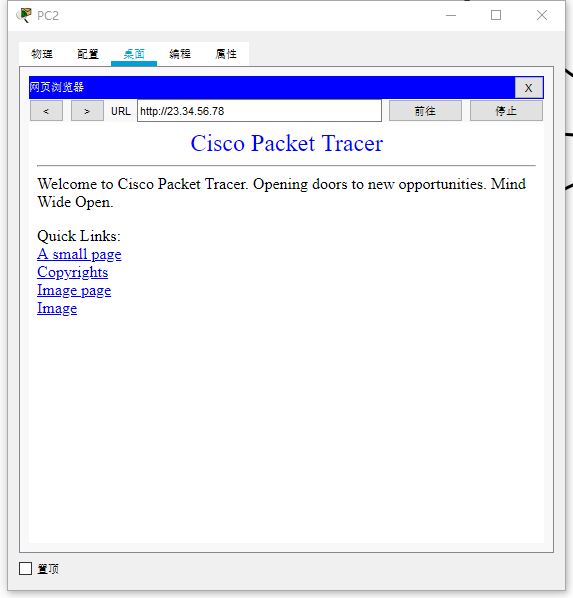 PC2
物理 配置 桌面 编程 属性
网页浏览器 X
< > URL http://23.34.56.78 前往 停止
Cisco Packet Tracer
Welcome to Cisco Packet Tracer. Opening doors to new opportunities. Mind
Wide Open.
Quick Links:
A small page
Copyrights
Image page
Image
置顶